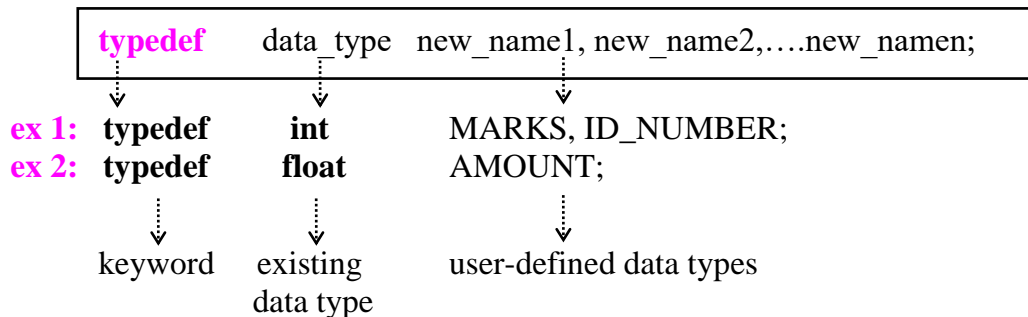 typedef data_type new_name1, new_name2,….new_namen;
ex 1: typedef int MARKS, ID_NUMBER;
ex 2: typedef float AMOUNT;
keyword existing user-defined data types
data type